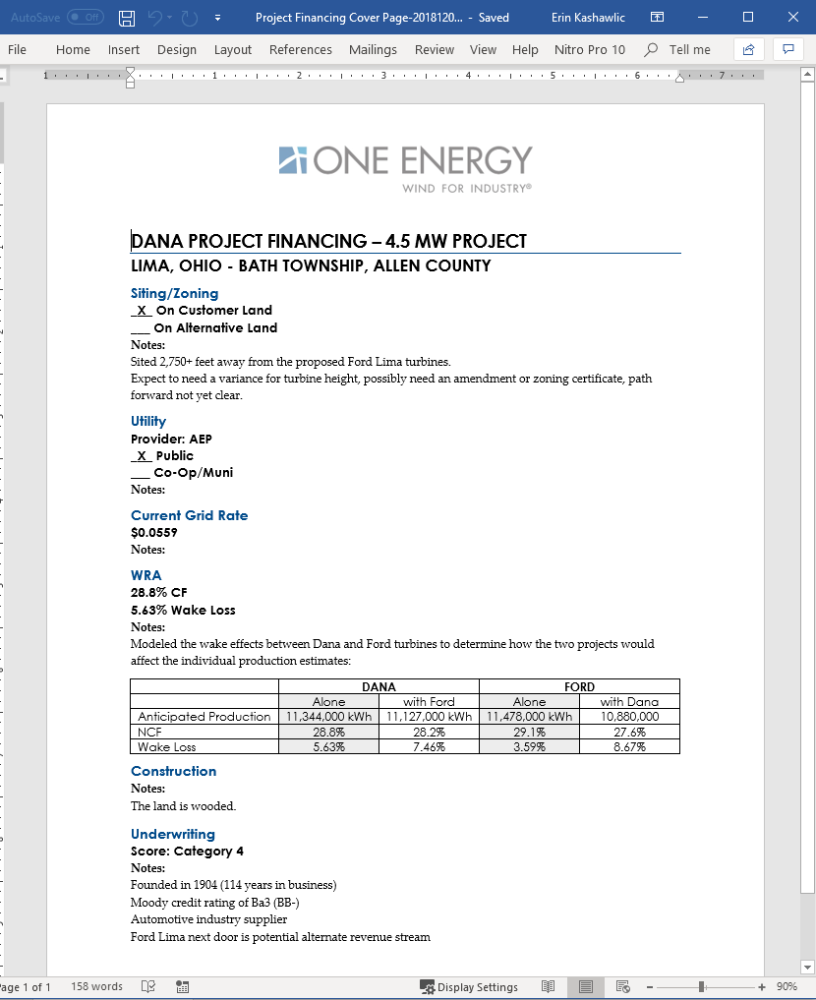 AutoSave Off Project Financing Cover Page-2018120... - Saved Erin Kashawlic
File Home Insert Design Layout References Mailings Review View Help Nitro Pro 10 Tell me
1 1 2 3 4 5 6 7
ONE ENERGY
WIND FOR INDUSTRY®
DANA PROJECT FINANCING – 4.5 MW PROJECT
LIMA, OHIO - BATH TOWNSHIP, ALLEN COUNTY
Siting/Zoning
_X_ On Customer Land
___ On Alternative Land
Notes:
Sited 2,750+ feet away from the proposed Ford Lima turbines.
Expect to need a variance for turbine height, possibly need an amendment or zoning certificate, path
forward not yet clear.
Utility
Provider: AEP
_X_ Public
___ Co-Op/Muni
Notes:
Current Grid Rate
$0.0559
Notes:
WRA
28.8% CF
5.63% Wake Loss
Notes:
Modeled the wake effects between Dana and Ford turbines to determine how the two projects would
affect the individual production estimates:
DANA FORD
Alone with Ford Alone with Dana
Anticipated Production 11,344,000 kWh 11,127,000 kWh 11,478,000 kWh 10,880,000
NCF 28.8% 28.2% 29.1% 27.6%
Wake Loss 5.63% 7.46% 3.59% 8.67%
Construction
Notes:
The land is wooded.
Underwriting
Score: Category 4
Notes:
Founded in 1904 (114 years in business)
Moody credit rating of Ba3 (BB-)
Automotive industry supplier
Ford Lima next door is potential alternate revenue stream
age 1 of 1 158 words Display Settings 90%